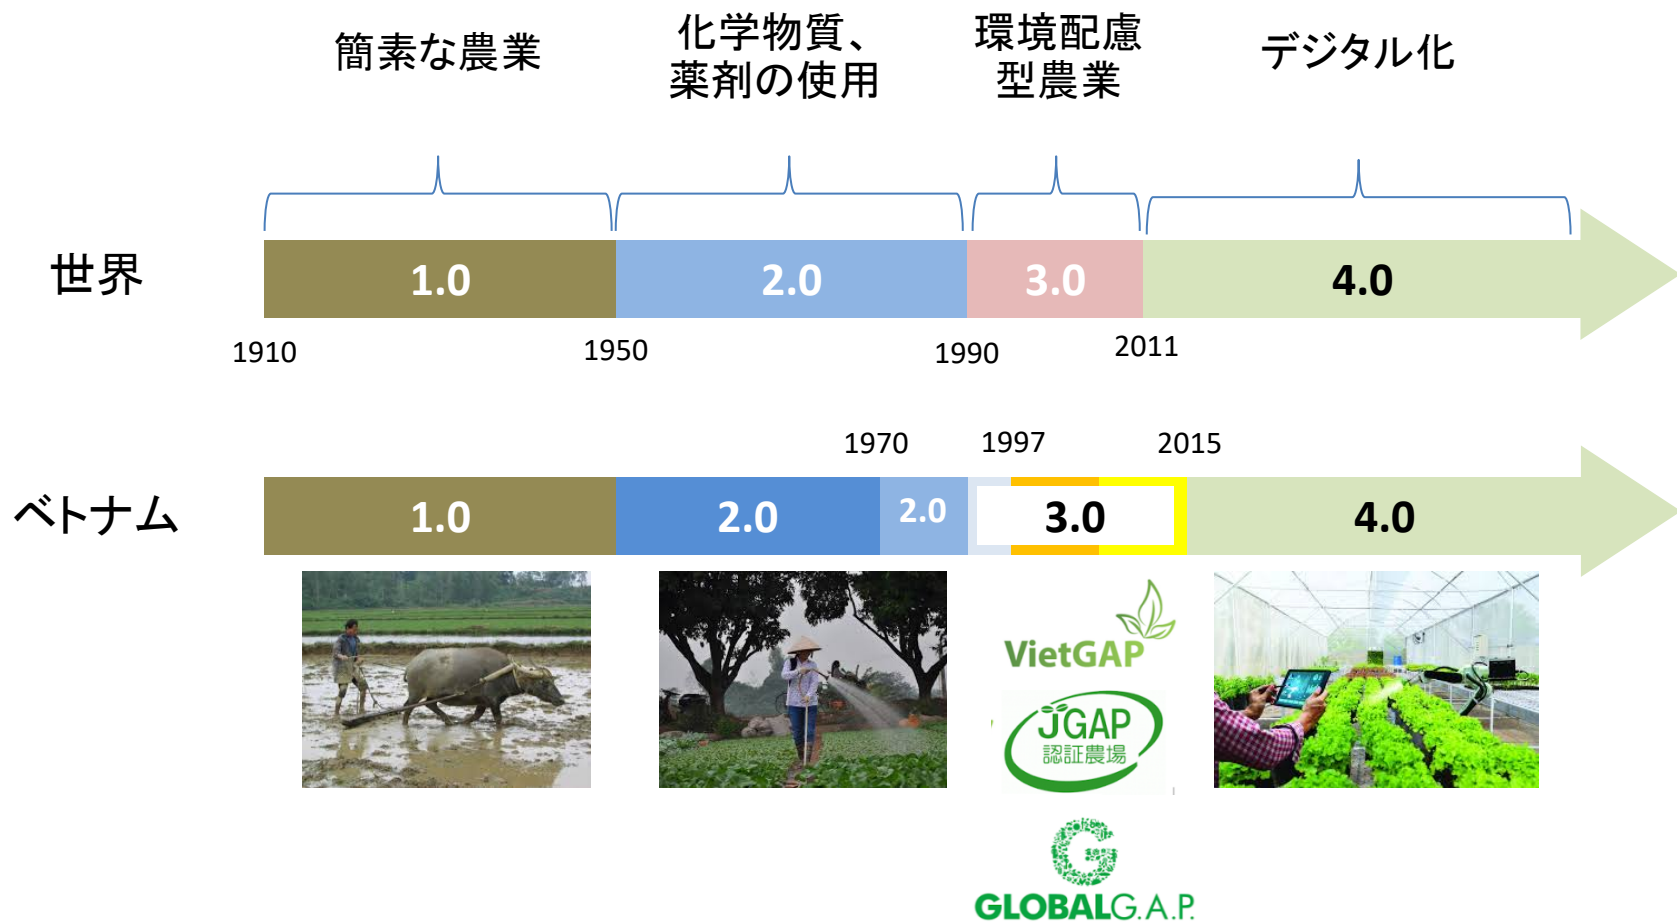 簡素な農業
化学物質、
薬剤の使用
環境配慮
型農業
デジタル化
世界
1.0
2.0
3.0
4.0
1910
1950
1990
2011
1970
1997
2015
ベトナム
1.0
2.0
2.0
3.0
4.0
VietGAP
JGAP
認証農場
GLOBALG.A.P.